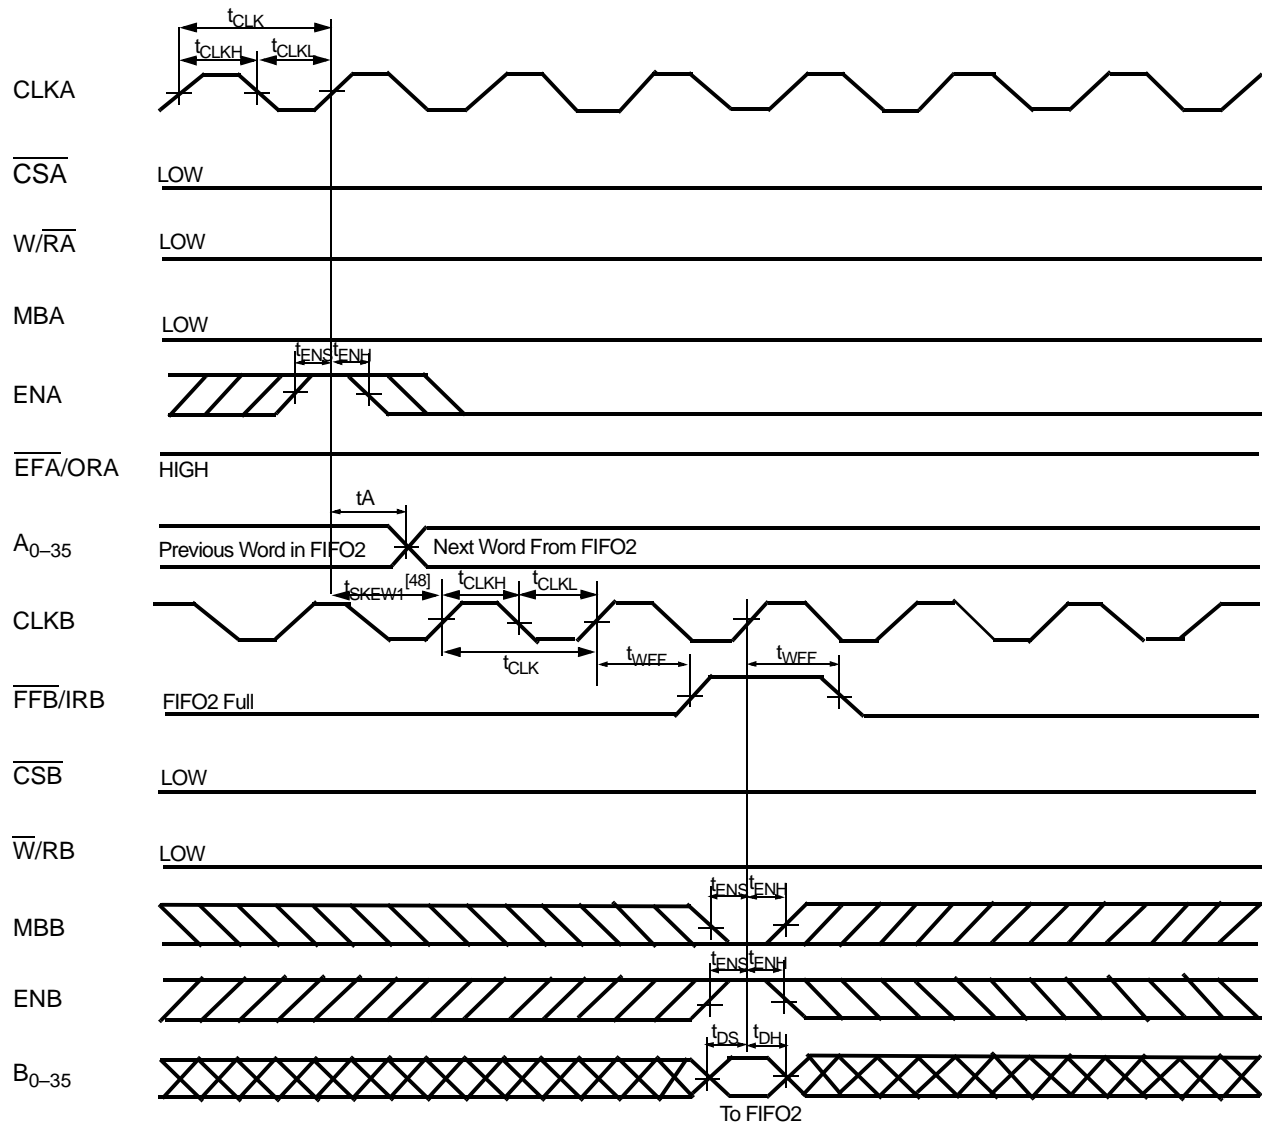 tCLK
tCLKH tCLKL
CLKA
CSA LOW
W/RA LOW
MBA LOW
tENS tENH
ENA
EFA/ORA HIGH
tA
A0–35 Previous Word in FIFO2 Next Word From FIFO2
tSKEW1[48] tCLKH tCLKL
CLKB
tCLK tWFF tWFF
FFB/IRB FIFO2 Full
CSB LOW
W/RB LOW
tENS tENH
MBB
tENS tENH
ENB
tDS tDH
B0–35
To FIFO2